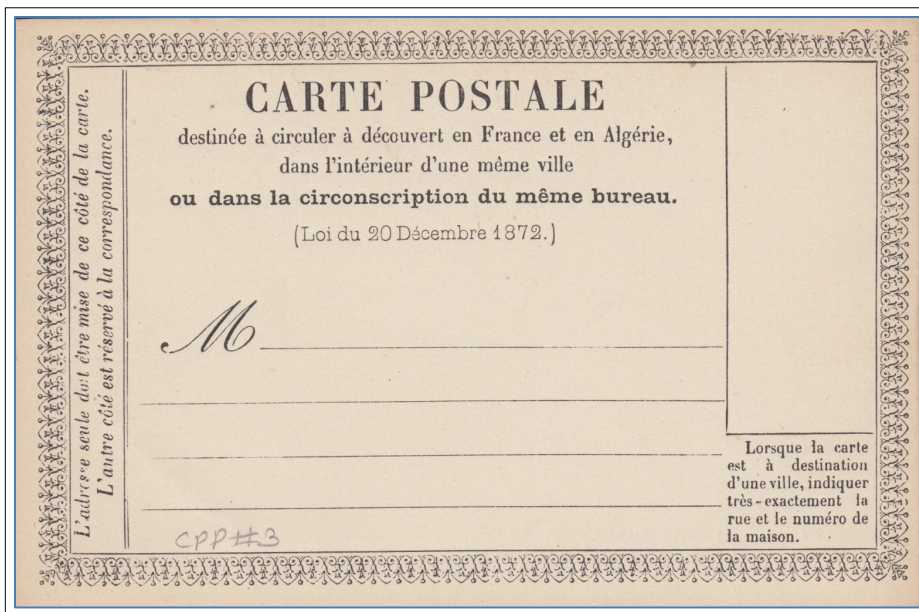 CARTE POSTALE
destinée à circuler à découvert en France et en Algérie,
dans l'intérieur d'une même ville
ou dans la circonscription du même bureau.
(Loi du 20 Décembre 1872.)
L'adresse seule doit être mise de ce côté de la carte.
L'autre côté est réservé à la correspondance.
M
Lorsque la carte
est à destination
d'une ville, indiquer
très-exactement la
rue et le numéro de
la maison.
CPP#3